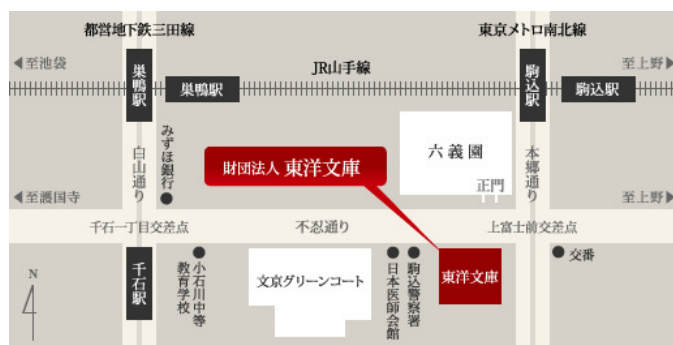 都営地下鉄三田線
東京メトロ南北線
◀至池袋
JR山手線
至上野▶
巣鴨駅
巣鴨駅
駒込駅
駒込駅
みずほ銀行
白山通り
財団法人 東洋文庫
六義園
正門
本郷通り
◀至護国寺
至上野▶
千石一丁目交差点
不忍通り
上富士前交差点
千石駅
小石川中等
教育学校
文京グリーンコート
日本医師会館
駒込警察署
東洋文庫
交番
N